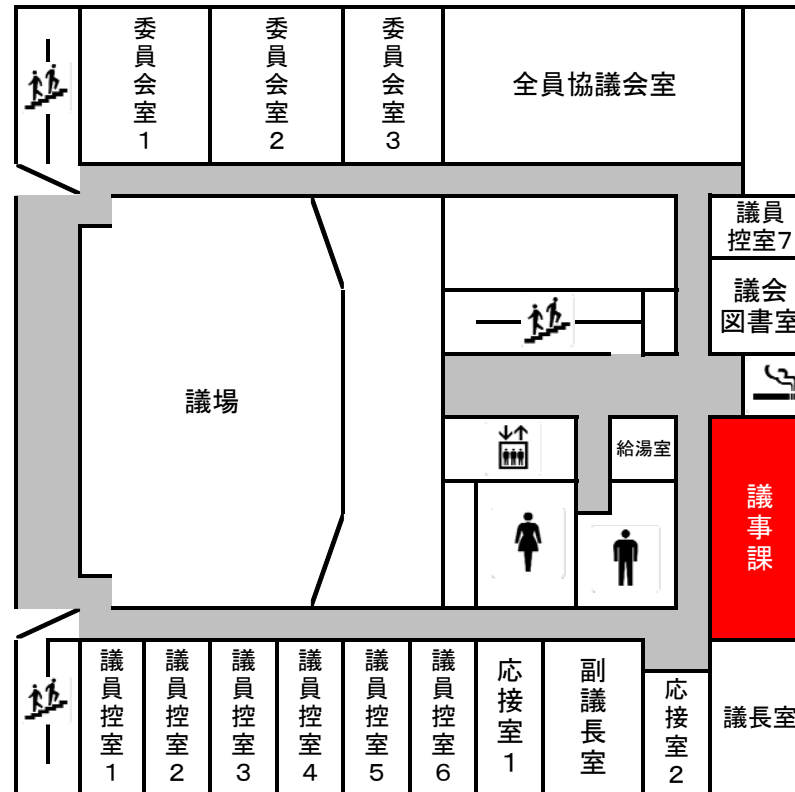 委員会室1
委員会室2
委員会室3
全員協議会室
議員
控室7
議会
図書室
議場
給湯室
議事課
議員控室1
議員控室2
議員控室3
議員控室4
議員控室5
議員控室6
応接室1
副議長室
応接室2
議長室